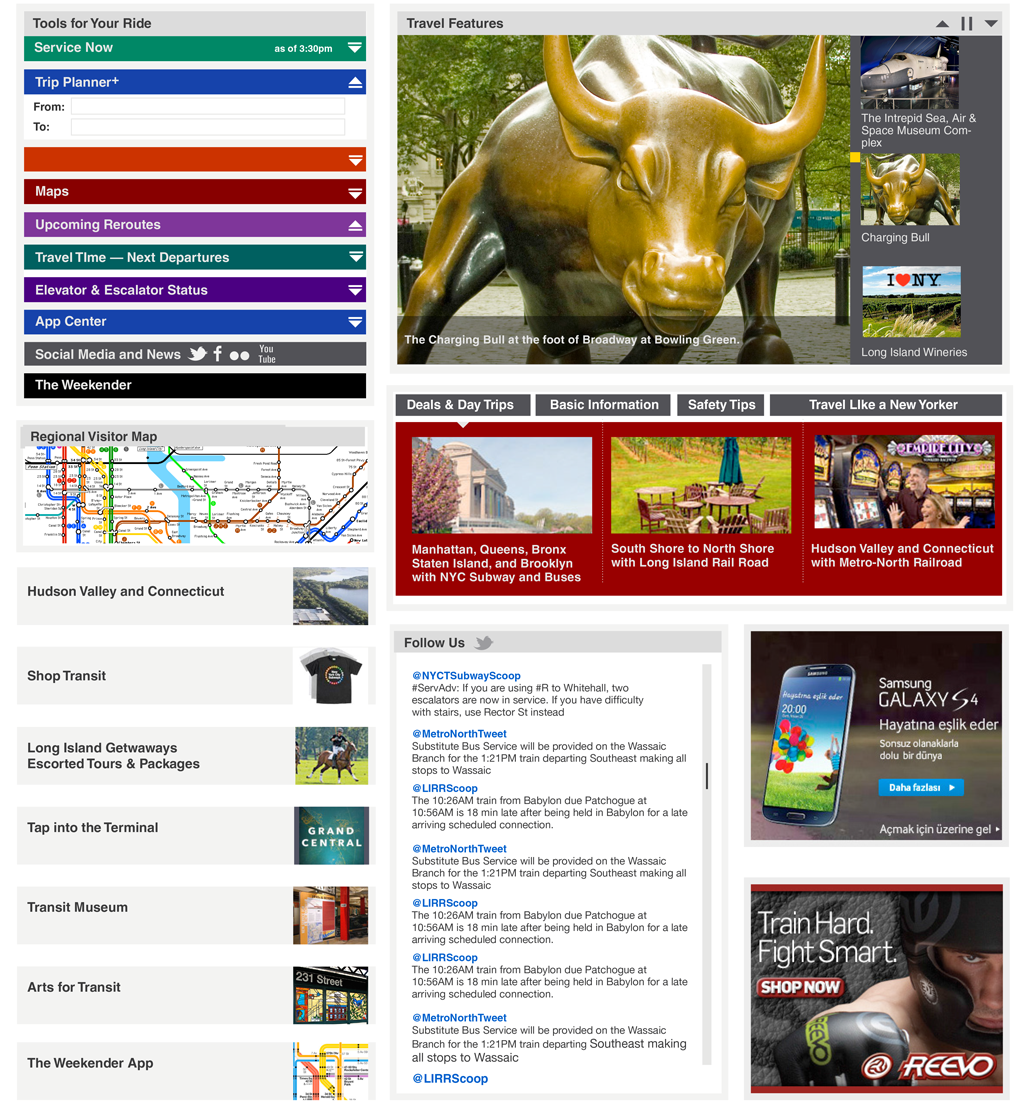 Tools for Your Ride
Service Now
as of 3:30pm
Trip Planner+
From:
To:
Maps
Upcoming Reroutes
Travel TIme — Next Departures
Elevator & Escalator Status
App Center
Social Media and News
You
Tube
The Weekender
Regional Visitor Map
Hudson Valley and Connecticut
Shop Transit
Long Island Getwaways
Escorted Tours & Packages
Tap into the Terminal
GRAND
CENTRAL
Transit Museum
Arts for Transit
231 Street
The Weekender App
Travel Features
The Charging Bull at the foot of Broadway at Bowling Green.
The Intrepid Sea, Air &
Space Museum Com-
plex
Charging Bull
I NY
Long Island Wineries
Deals & Day Trips
Basic Information
Safety Tips
Travel LIke a New Yorker
EMPIRE CITY
Manhattan, Queens, Bronx
Staten Island, and Brooklyn
with NYC Subway and Buses
South Shore to North Shore
with Long Island Rail Road
Hudson Valley and Connecticut
with Metro-North Railroad
Follow Us
@NYCTSubwayScoop
#ServAdv: If you are using #R to Whitehall, two
escalators are now in service. If you have difficulty
with stairs, use Rector St instead
@MetroNorthTweet
Substitute Bus Service will be provided on the Wassaic
Branch for the 1:21PM train departing Southeast making all
stops to Wassaic
@LIRRScoop
The 10:26AM train from Babylon due Patchogue at
10:56AM is 18 min late after being held in Babylon for a late
arriving scheduled connection.
@MetroNorthTweet
Substitute Bus Service will be provided on the Wassaic
Branch for the 1:21PM train departing Southeast making all
stops to Wassaic
@LIRRScoop
The 10:26AM train from Babylon due Patchogue at
10:56AM is 18 min late after being held in Babylon for a late
arriving scheduled connection.
@LIRRScoop
The 10:26AM train from Babylon due Patchogue at
10:56AM is 18 min late after being held in Babylon for a late
arriving scheduled connection.
@MetroNorthTweet
Substitute Bus Service will be provided on the Wassaic
Branch for the 1:21PM train departing Southeast making
all stops to Wassaic
@LIRRScoop
Hayatına eşlik eder
20:00
Samsung
GALAXY S4
Hayatına eşlik eder
Sonsuz olanaklarla
dolu bir dünya
Daha fazlası
Açmak için üzerine gel
Train Hard.
Fight Smart.
SHOP NOW
REEVO
REEVO